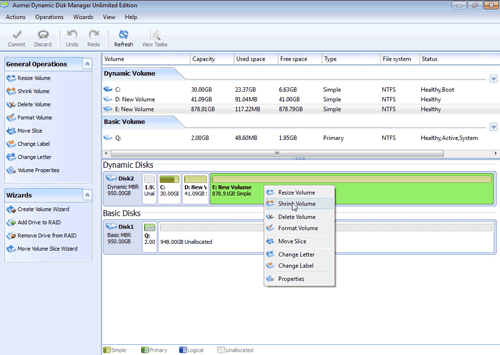 Aomei Dynamic Disk Manager Unlimited Edition
Actions Operations Wizards View Help
Commit Discard Undo Redo Refresh View Tasks
General Operations
Resize Volume
Shrink Volume
Delete Volume
Format Volume
Move Slice
Change Label
Change Letter
Volume Properties
Wizards
Create Volume Wizard
Add Drive to RAID
Remove Drive from RAID
Move Volume Slice Wizard
Volume Capacity Used space Free space Type File system Status
Dynamic Volume
C: 30.00GB 23.37GB 6.63GB Simple NTFS Healthy,Boot
D: New Volume 41.09GB 91.04MB 41.00GB Simple NTFS Healthy
E: New Volume 878.91GB 117.22MB 878.79GB Simple NTFS Healthy
Basic Volume
Q: 2.00GB 48.60MB 1.95GB Primary NTFS Healthy,Active,System
Dynamic Disks
Disk2
Dynamic MBR
950.00GB
1.9
Una
C:
30.00G
D: New V
41.09GB S
E: New Volume
878.91GB Simple
Basic Disks
Disk1
Basic MBR
950.00GB
Q:
2.00
948.00GB Unallocated
Resize Volume
Shrink Volume
Delete Volume
Format Volume
Move Slice
Change Letter
Change Label
Properties
Simple Primary Logical Unallocated